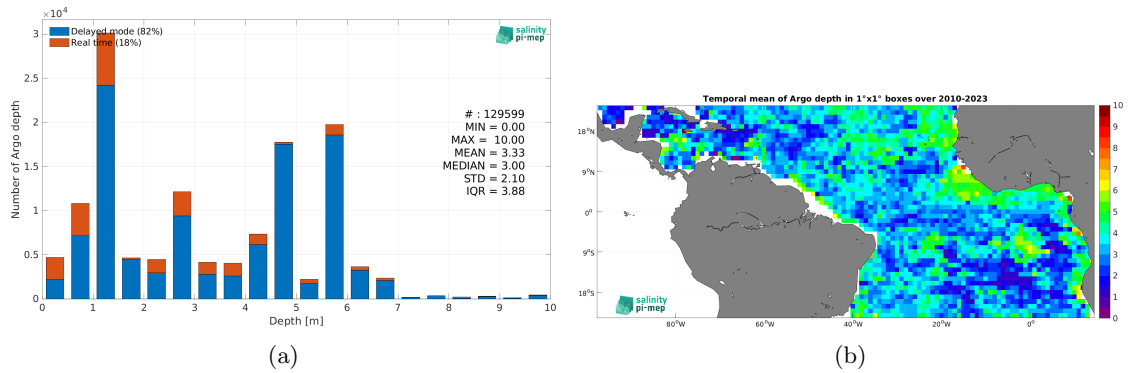 ×10⁴
Delayed mode (82%)
Real time (18%)
salinity
pi-mep
Number of Argo depth
3
2.5
2
1.5
1
0.5
0
# : 129599
MIN = 0.00
MAX = 10.00
MEAN = 3.33
MEDIAN = 3.00
STD = 2.10
IQR = 3.88
0 1 2 3 4 5 6 7 8 9 10
Depth [m]
(a)
Temporal mean of Argo depth in 1°x1° boxes over 2010-2023
18°N
9°N
0°
9°S
18°S
80°W 60°W 40°W 20°W 0°
salinity
pi-mep
10
9
8
7
6
5
4
3
2
1
0
(b)